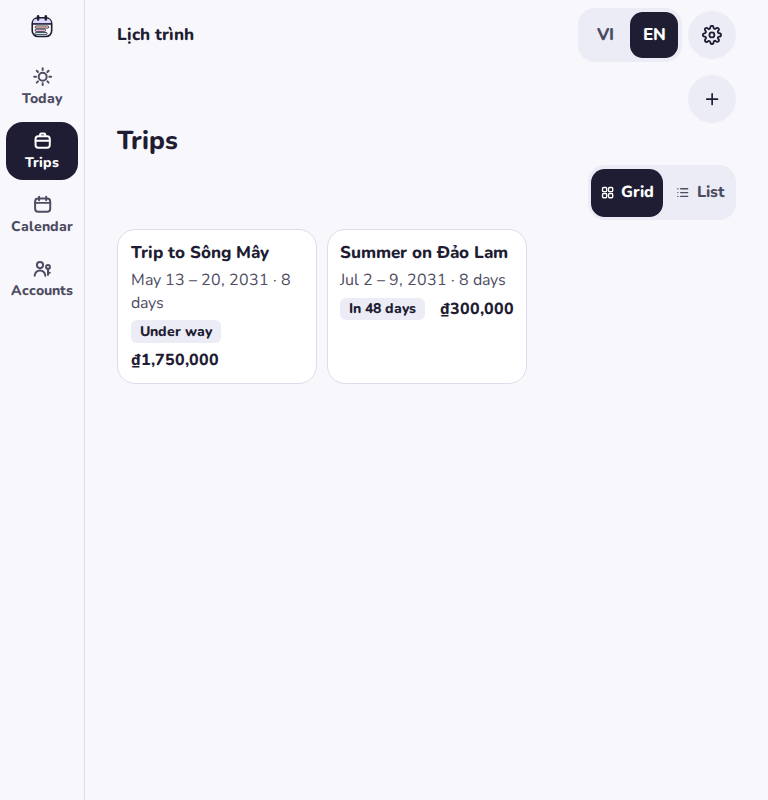 Lịch trình
VI
EN
Today
Trips
Calendar
Accounts
Trips
Grid
List
Trip to Sông Mây
May 13 – 20, 2031 · 8
days
Under way
₫1,750,000
Summer on Đảo Lam
Jul 2 – 9, 2031 · 8 days
In 48 days
₫300,000